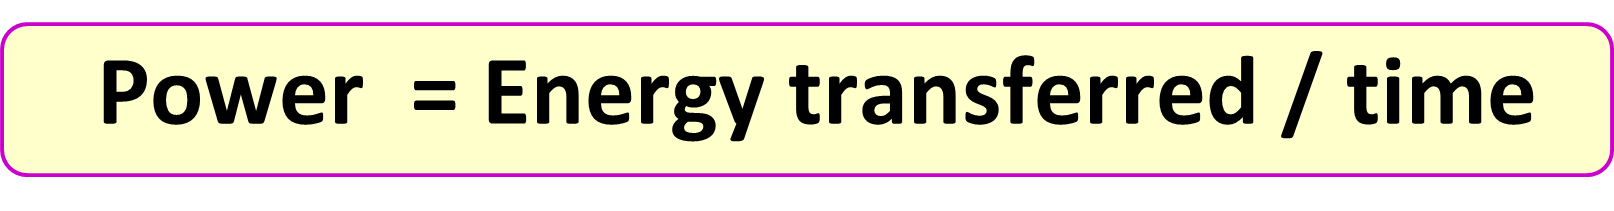 Power = Energy transferred / time